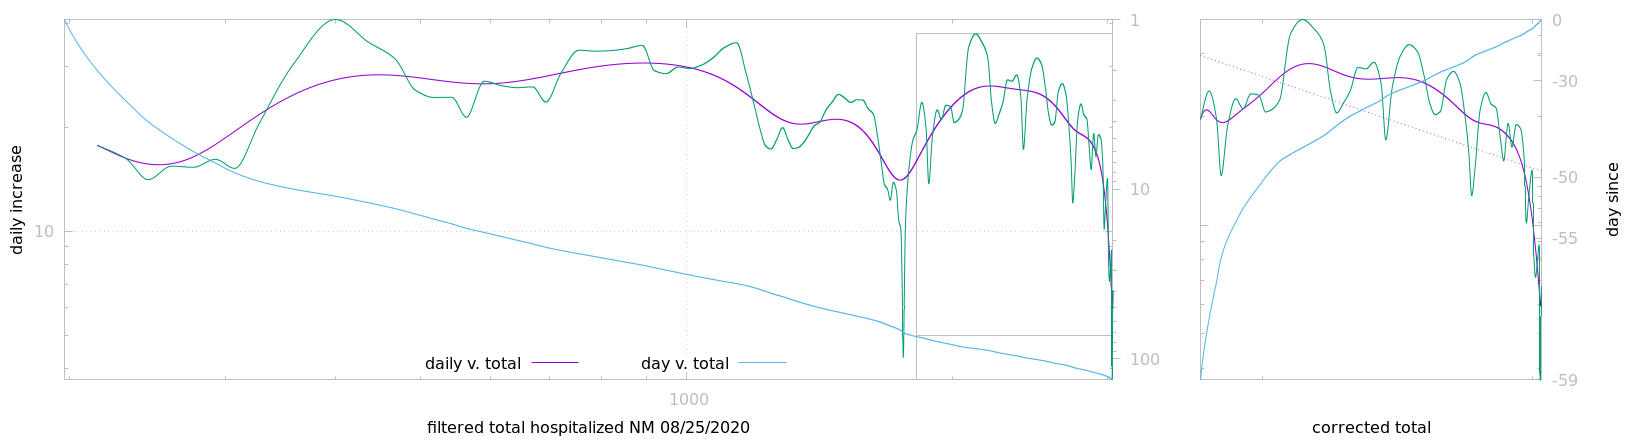 daily increase
10
daily v. total
day v. total
1000
filtered total hospitalized NM 08/25/2020
1
10
100
0
-30
-50
-55
-59
day since
corrected total